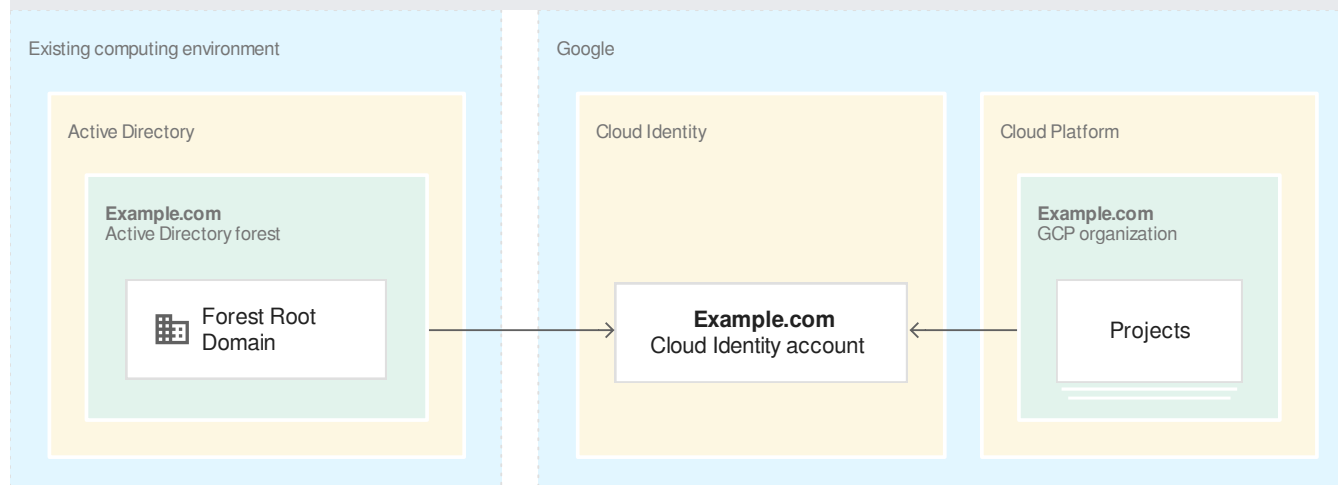 Existing computing environment
Google
Active Directory
Cloud Identity
Cloud Platform
Example.com
Active Directory forest
Example.com
GCP organization
Forest Root
Domain
Example.com
Cloud Identity account
Projects